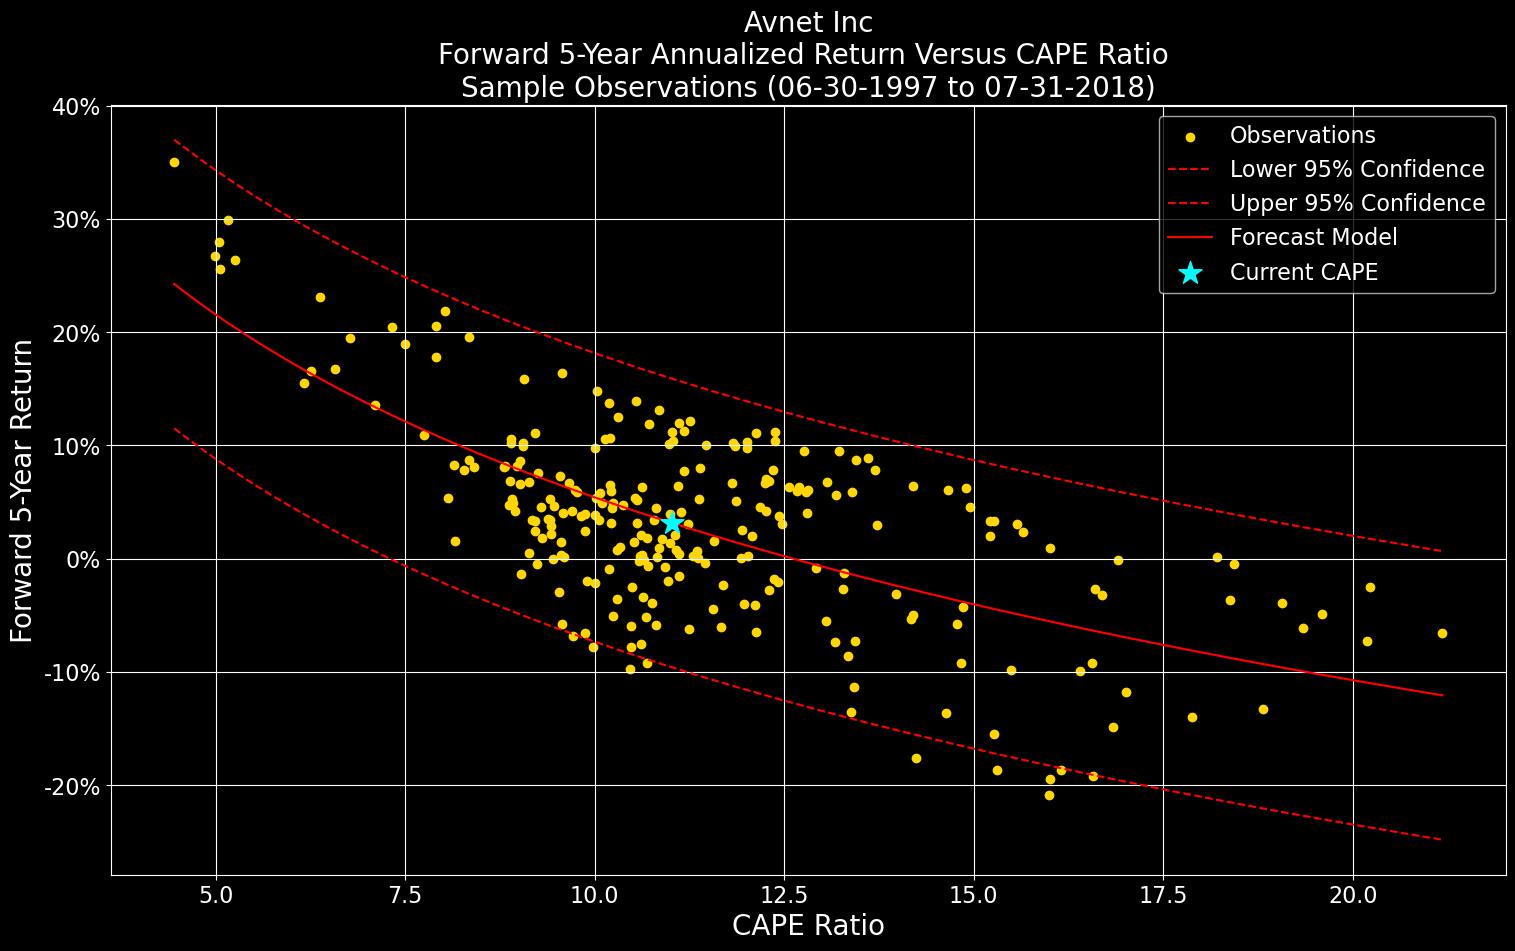 Avnet Inc
Forward 5-Year Annualized Return Versus CAPE Ratio
Sample Observations (06-30-1997 to 07-31-2018)
Forward 5-Year Return
40%
30%
20%
10%
0%
-10%
-20%
Observations
Lower 95% Confidence
Upper 95% Confidence
Forecast Model
Current CAPE
5.0
7.5
10.0
12.5
15.0
17.5
20.0
CAPE Ratio